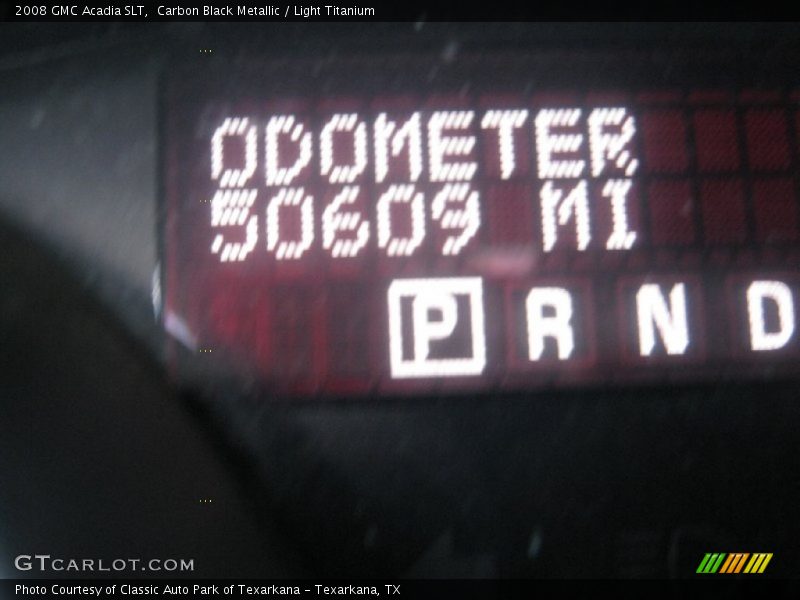 2008 GMC Acadia SLT,  Carbon Black Metallic / Light Titanium
ODOMETER
50609 MI
P R N D
GTCARLOT.COM
Photo Courtesy of Classic Auto Park of Texarkana - Texarkana, TX